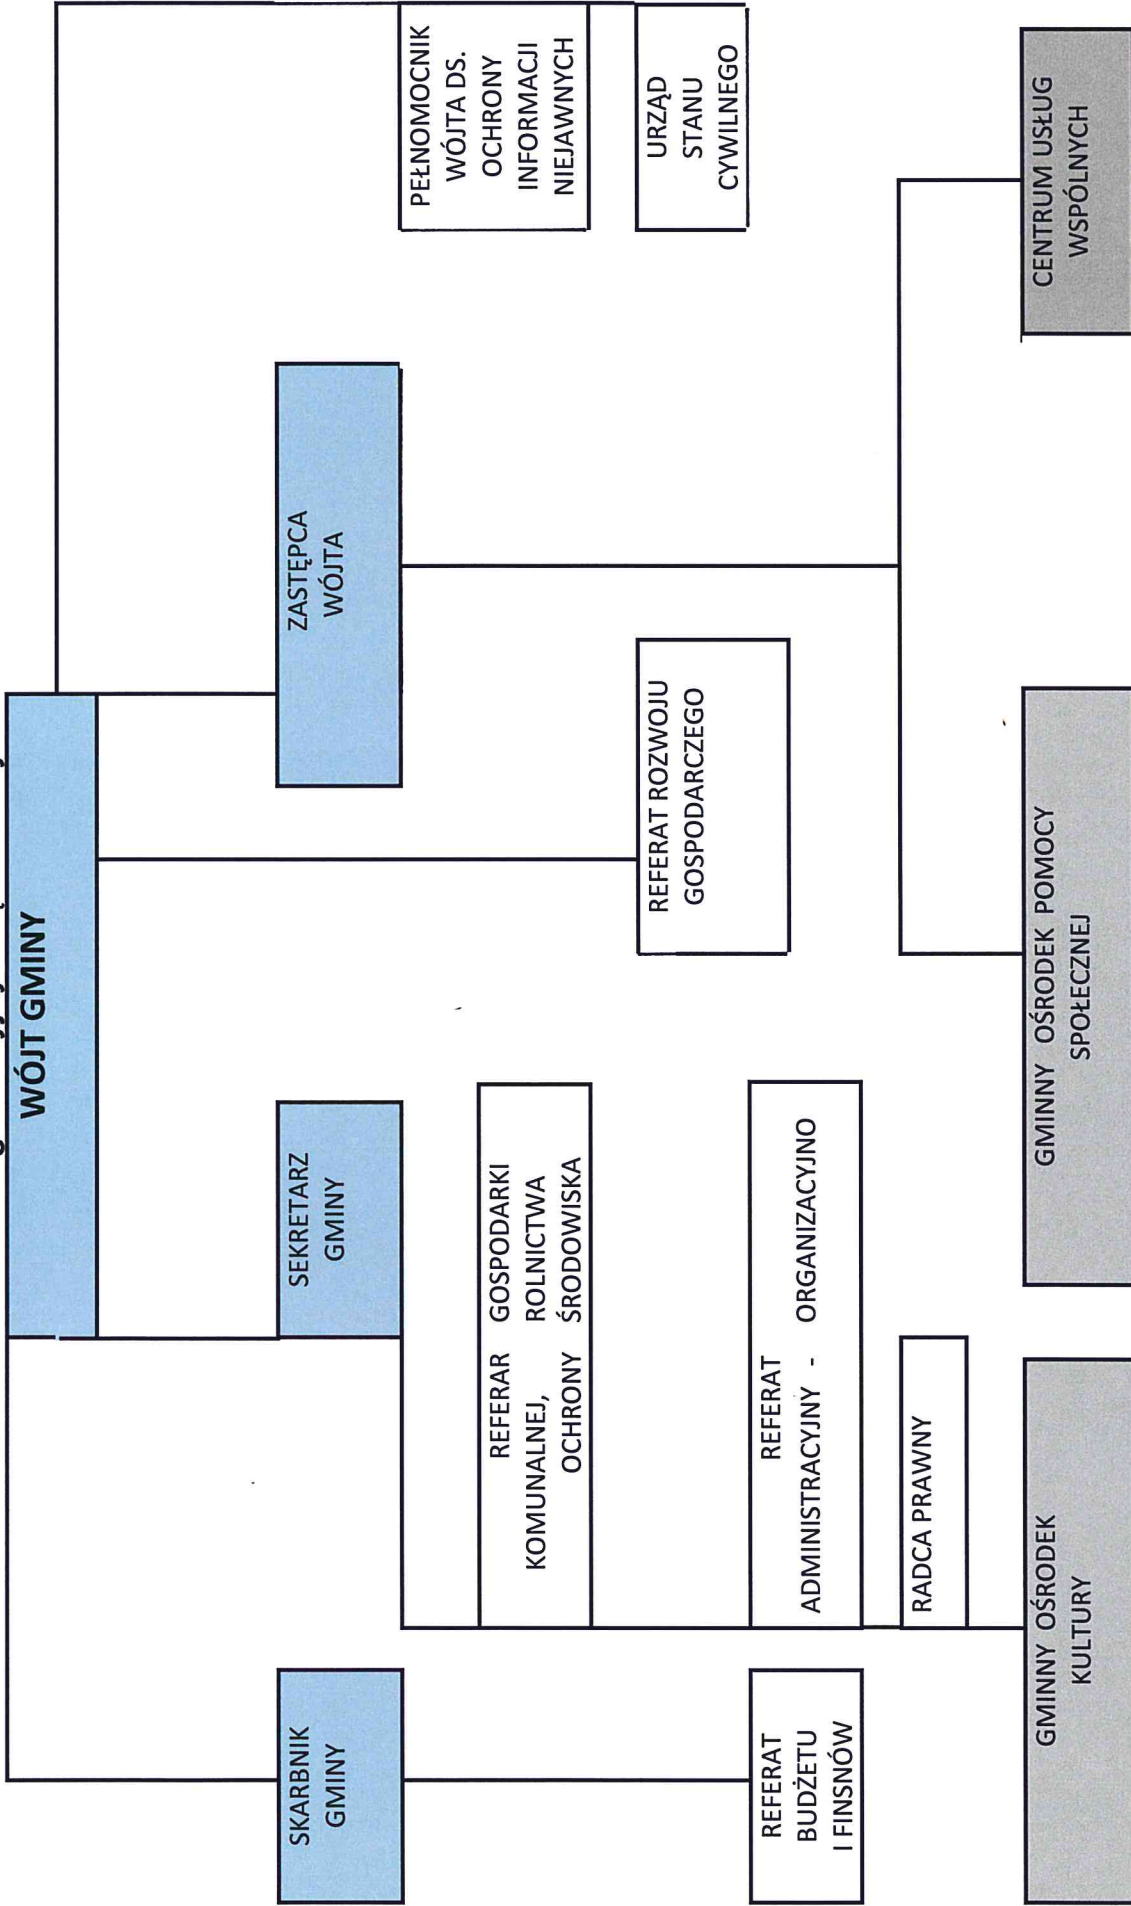 WÓJT GMINY
SKARBNIK
GMINY
SEKRETARZ
GMINY
ZASTĘPCA
WÓJTA
PEŁNOMOCNIK
WÓJTA DS.
OCHRONY
INFORMACJI
NIEJAWNYCH
REFERAR GOSPODARKI
KOMUNALNEJ, ROLNICTWA
OCHRONY ŚRODOWISKA
REFERAT ROZWOJU
GOSPODARCZEGO
URZĄD
STANU
CYWILNEGO
REFERAT
BUDŻETU
I FINSNÓW
REFERAT
ADMINISTRACYJNY - ORGANIZACYJNO
RADCA PRAWNY
GMINNY OŚRODEK
KULTURY
GMINNY OŚRODEK POMOCY
SPOŁECZNEJ
CENTRUM USŁUG
WSPÓLNYCH